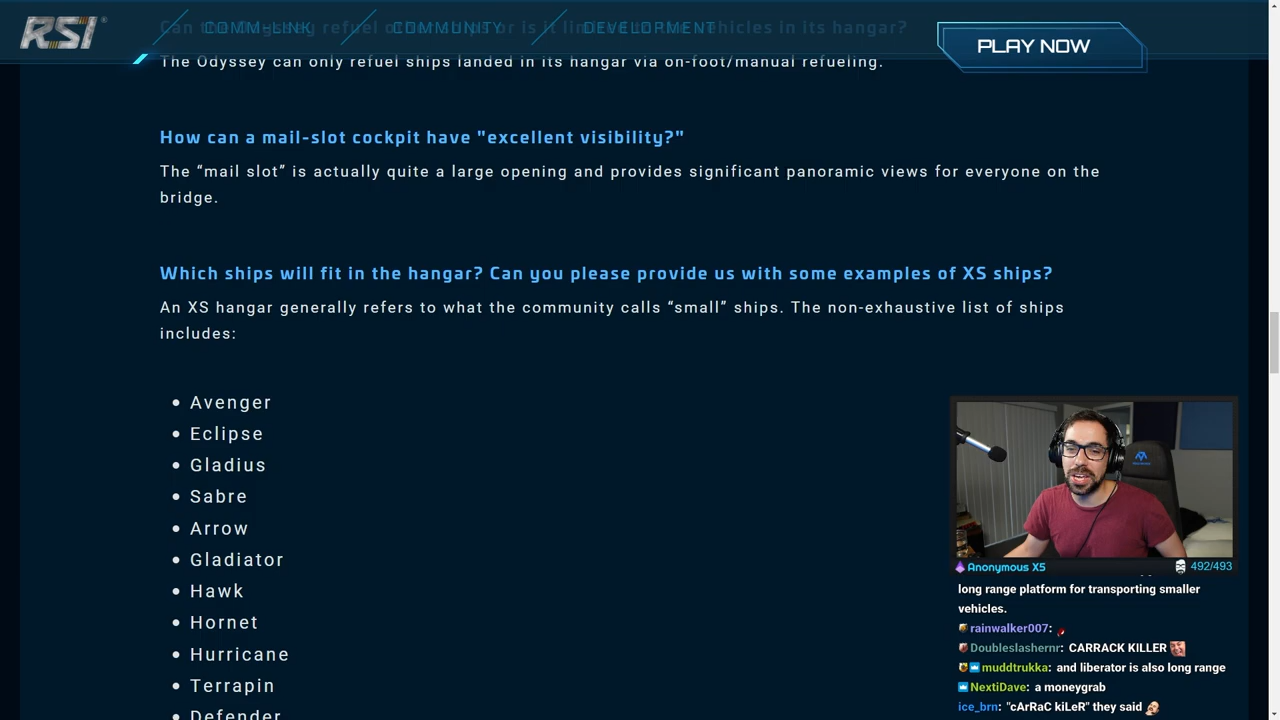 RSI
COMM-LINK
COMMUNITY
DEVELOPMENT
PLAY NOW
The Odyssey can only refuel ships landed in its hangar via on-foot/manual refueling.
How can a mail-slot cockpit have "excellent visibility?"
The “mail slot” is actually quite a large opening and provides significant panoramic views for everyone on the
bridge.
Which ships will fit in the hangar? Can you please provide us with some examples of XS ships?
An XS hangar generally refers to what the community calls “small” ships. The non-exhaustive list of ships
includes:
• Avenger
• Eclipse
• Gladius
• Sabre
• Arrow
• Gladiator
• Hawk
• Hornet
• Hurricane
• Terrapin
• Defender
Anonymous X5
492/493
long range platform for transporting smaller
vehicles.
rainwalker007:
Doubleslashernr: CARRACK KILLER
muddtrukka: and liberator is also long range
NextiDave: a moneygrab
ice_brn: "cArRaC kiLeR" they said